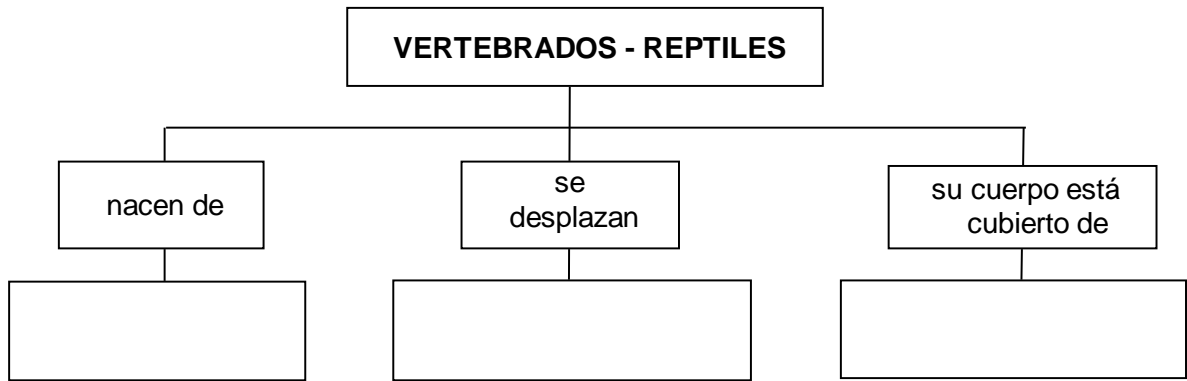 VERTEBRADOS - REPTILES
nacen de
se
desplazan
su cuerpo está
cubierto de